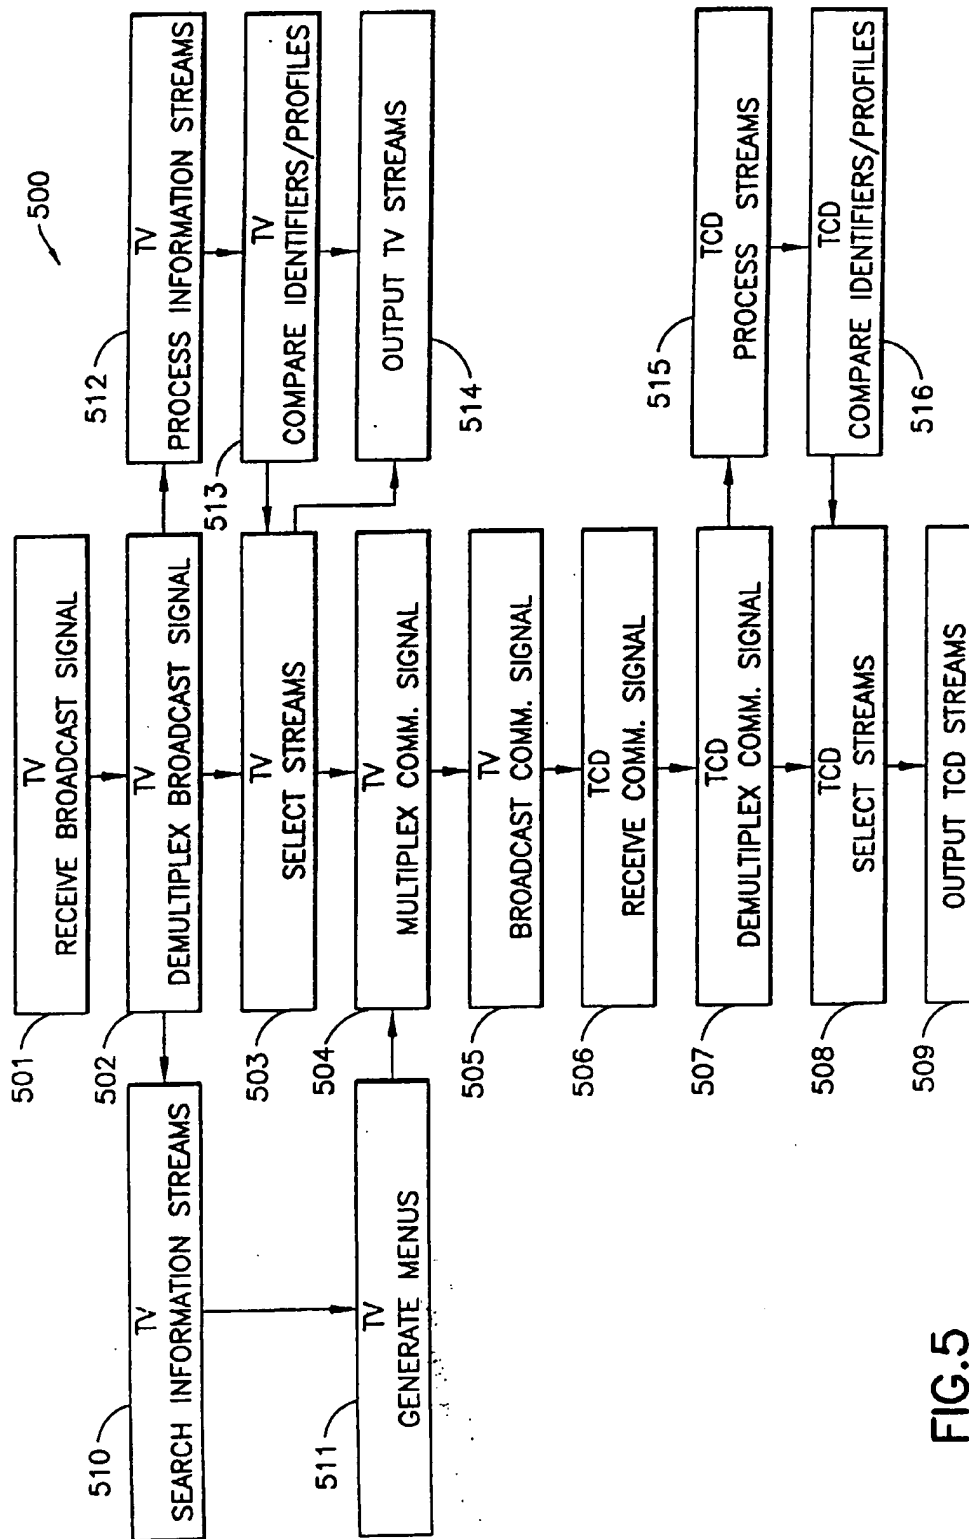 500
501
TV
RECEIVE BROADCAST SIGNAL
502
TV
DEMULTIPLEX BROADCAST SIGNAL
503
TV
SELECT STREAMS
504
TV
MULTIPLEX COMM. SIGNAL
505
TV
BROADCAST COMM. SIGNAL
506
TCD
RECEIVE COMM. SIGNAL
507
TCD
DEMULTIPLEX COMM. SIGNAL
508
TCD
SELECT STREAMS
509
OUTPUT TCD STREAMS
510
TV
SEARCH INFORMATION STREAMS
511
TV
GENERATE MENUS
512
TV
PROCESS INFORMATION STREAMS
513
TV
COMPARE IDENTIFIERS/PROFILES
514
OUTPUT TV STREAMS
515
TCD
PROCESS STREAMS
516
TCD
COMPARE IDENTIFIERS/PROFILES
FIG.5